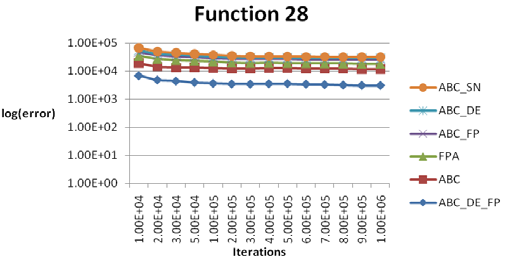 Function 28
1.00E+05
1.00E+04
1.00E+03
1.00E+02
1.00E+01
1.00E+00
log(error)
1.00E+04
2.00E+04
3.00E+04
5.00E+04
1.00E+05
2.00E+05
3.00E+05
4.00E+05
5.00E+05
6.00E+05
7.00E+05
8.00E+05
9.00E+05
1.00E+06
Iterations
ABC_SN
ABC_DE
ABC_FP
FPA
ABC
ABC_DE_FP